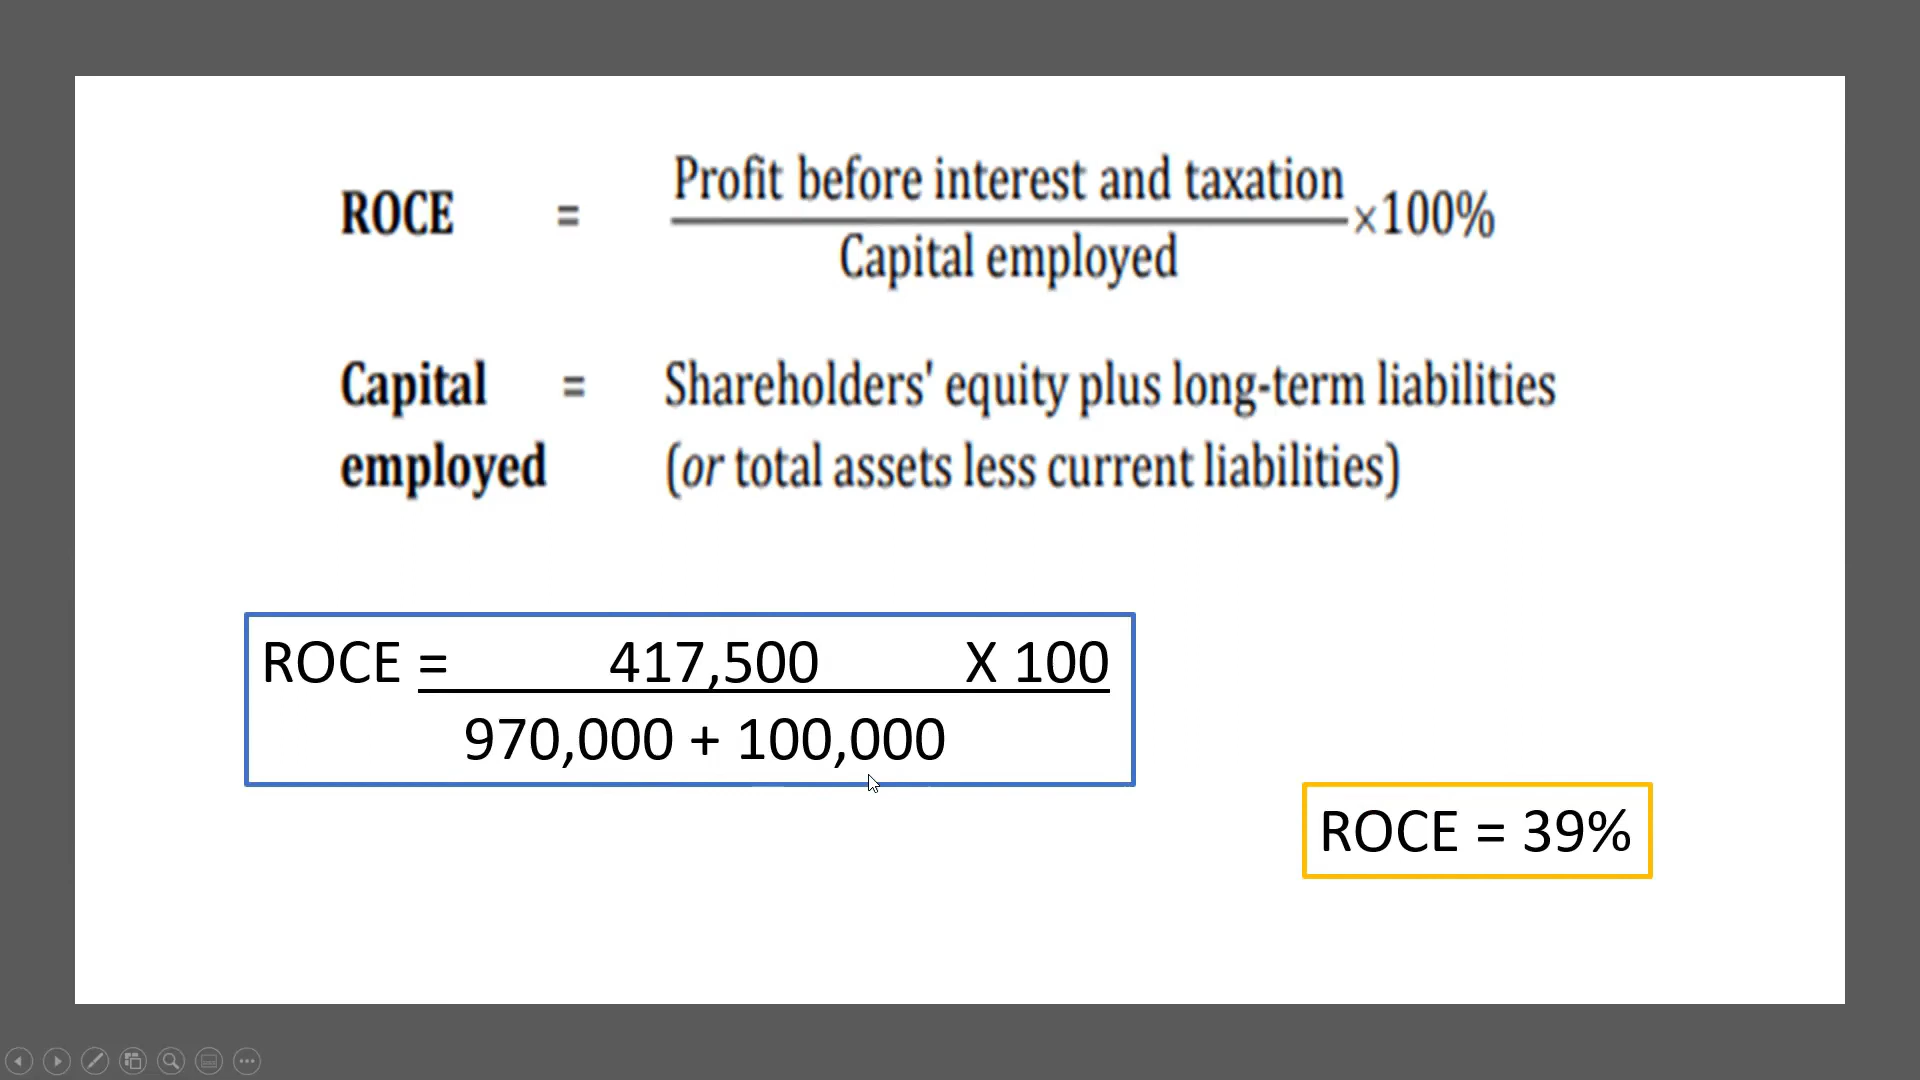 Profit before interest and taxation
ROCE = ×100%
Capital employed
Capital = Shareholders' equity plus long-term liabilities
employed (or total assets less current liabilities)
ROCE = 417,500 X 100
970,000 + 100,000
ROCE = 39%